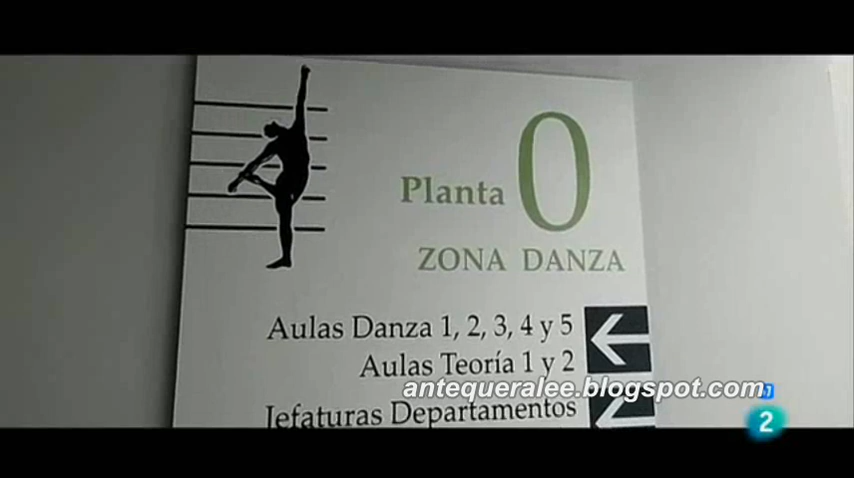 Planta 0
ZONA DANZA
Aulas Danza 1, 2, 3, 4 y 5
Aulas Teoría 1 y 2
antequeralee.blogspot.com
Jefaturas Departamentos
2